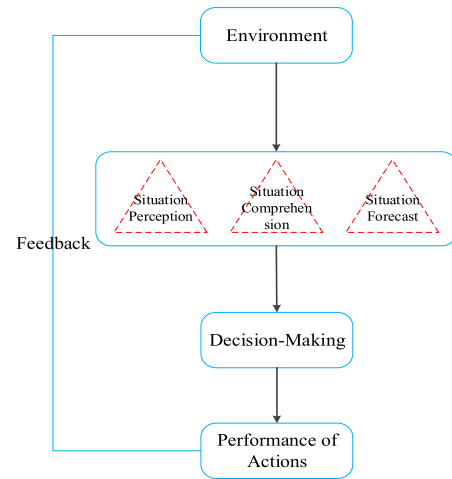 Environment
Situation
Perception
Situation
Comprehen
sion
Situation
Forecast
Feedback
Decision-Making
Performance of
Actions